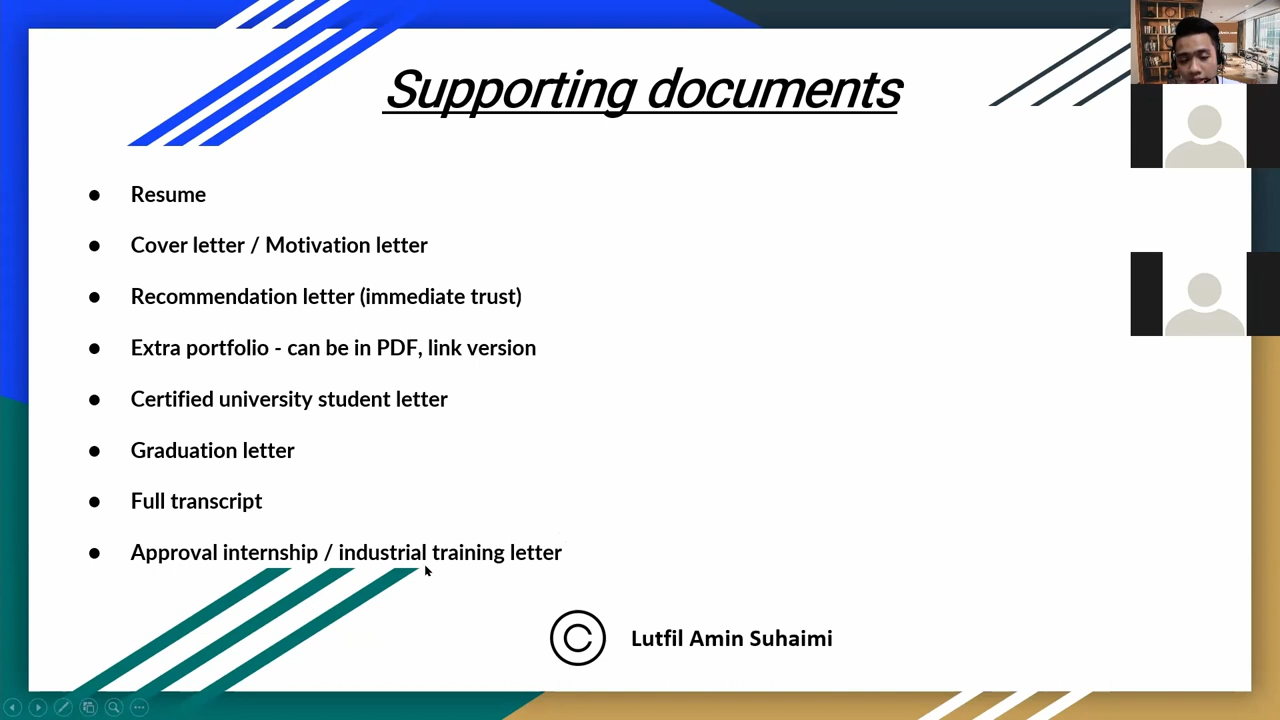 Supporting documents
● Resume
● Cover letter / Motivation letter
● Recommendation letter (immediate trust)
● Extra portfolio - can be in PDF, link version
● Certified university student letter
● Graduation letter
● Full transcript
● Approval internship / industrial training letter
© Lutfil Amin Suhaimi